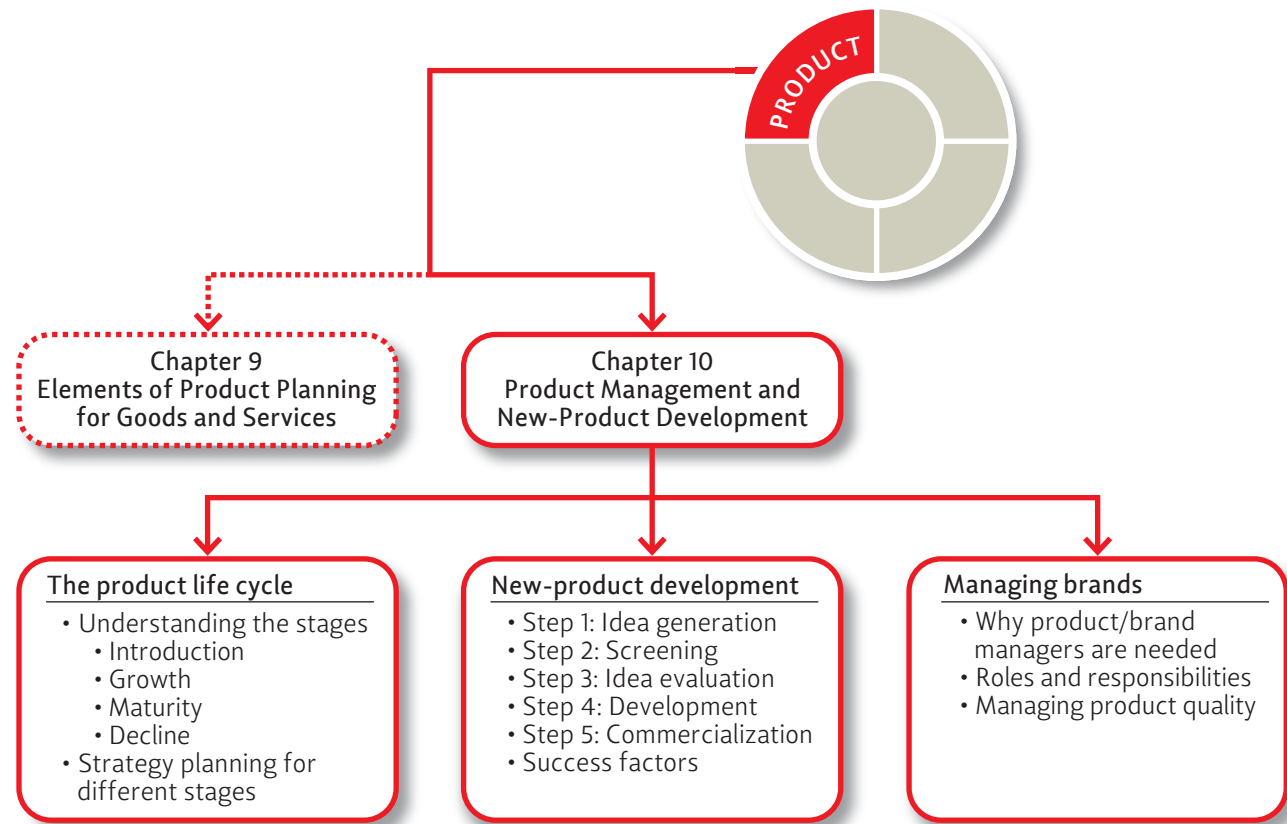 PRODUCT
Chapter 9
Elements of Product Planning
for Goods and Services
Chapter 10
Product Management and
New-Product Development
The product life cycle
• Understanding the stages
• Introduction
• Growth
• Maturity
• Decline
• Strategy planning for
different stages
New-product development
• Step 1: Idea generation
• Step 2: Screening
• Step 3: Idea evaluation
• Step 4: Development
• Step 5: Commercialization
• Success factors
Managing brands
• Why product/brand
managers are needed
• Roles and responsibilities
• Managing product quality